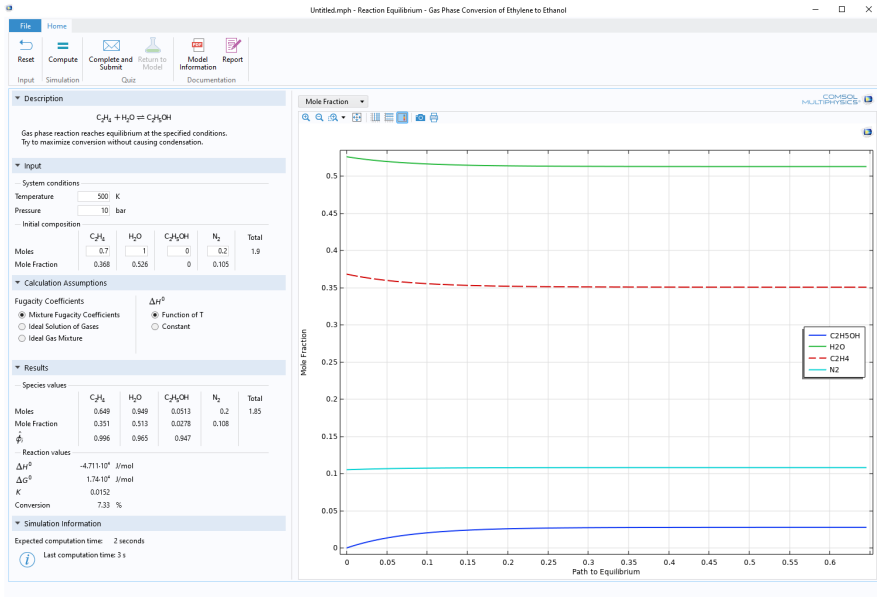 Untitled.mph - Reaction Equilibrium - Gas Phase Conversion of Ethylene to Ethanol
File Home
Reset Compute Complete and Submit Return to Model Model Information Report
Input Simulation Quiz Documentation
Description
C₂H₄ + H₂O ⇌ C₂H₅OH
Gas phase reaction reaches equilibrium at the specified conditions.
Try to maximize conversion without causing condensation.
Input
System conditions
Temperature 500 K
Pressure 10 bar
Initial composition
C₂H₄ H₂O C₂H₅OH N₂ Total
Moles 0.7 1 0 0.2 1.9
Mole Fraction 0.368 0.526 0 0.105
Calculation Assumptions
Fugacity Coefficients ΔH⁰
Mixture Fugacity Coefficients Function of T
Ideal Solution of Gases Constant
Ideal Gas Mixture
Results
Species values
C₂H₄ H₂O C₂H₅OH N₂ Total
Moles 0.649 0.949 0.0513 0.2 1.85
Mole Fraction 0.351 0.513 0.0278 0.108
ϕ̂ᵢ 0.996 0.965 0.947
Reaction values
ΔH⁰ -4.711·10⁴ J/mol
ΔG⁰ 1.74·10⁴ J/mol
K 0.0152
Conversion 7.33 %
Simulation Information
Expected computation time: 2 seconds
Last computation time: 3 s
Mole Fraction
COMSOL
MULTIPHYSICS
Mole Fraction
0.5
0.45
0.4
0.35
0.3
0.25
0.2
0.15
0.1
0.05
0
C2H5OH
H2O
C2H4
N2
0 0.05 0.1 0.15 0.2 0.25 0.3 0.35 0.4 0.45 0.5 0.55 0.6
Path to Equilibrium